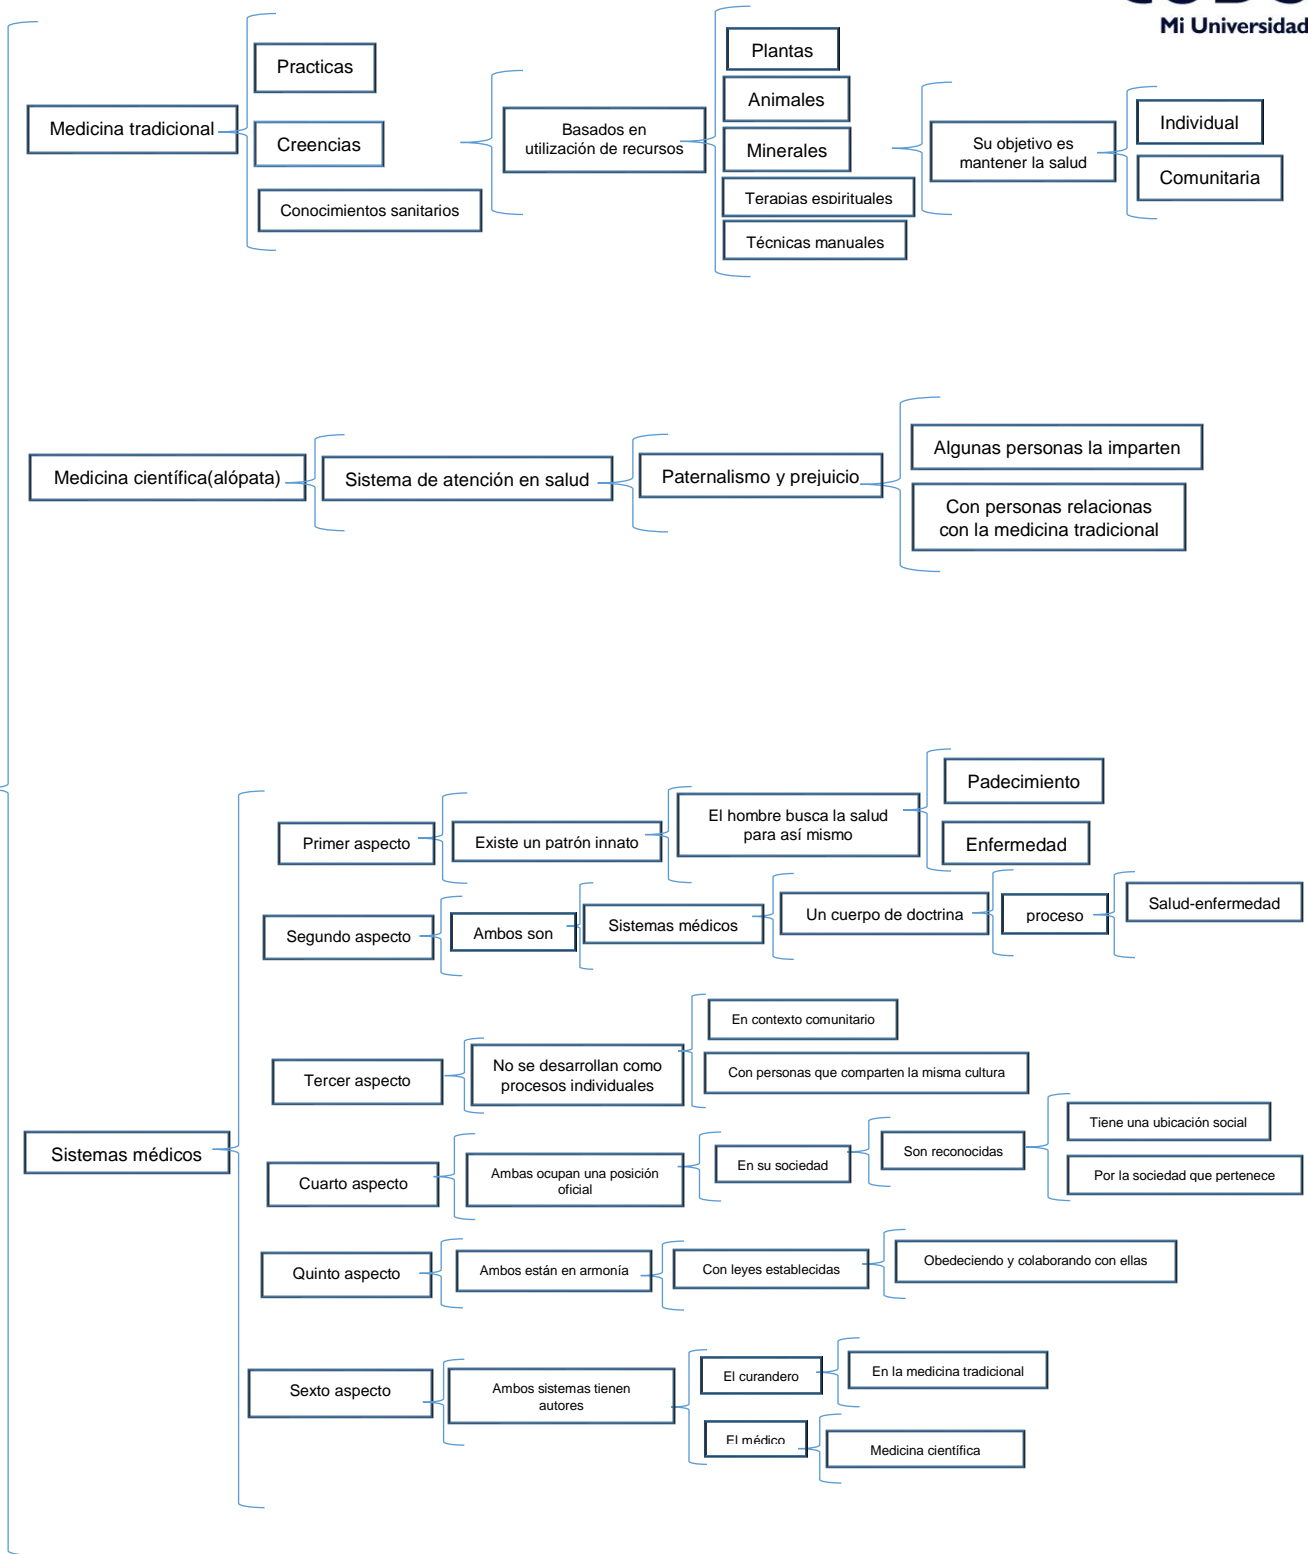 Mi Universidad
Medicina tradicional
Practicas
Creencias
Conocimientos sanitarios
Basados en
utilización de recursos
Plantas
Animales
Minerales
Terapias espirituales
Técnicas manuales
Su objetivo es
mantener la salud
Individual
Comunitaria
Medicina científica(alópata)
Sistema de atención en salud
Paternalismo y prejuicio
Algunas personas la imparten
Con personas relacionas
con la medicina tradicional
Sistemas médicos
Primer aspecto
Existe un patrón innato
El hombre busca la salud
para así mismo
Padecimiento
Enfermedad
Segundo aspecto
Ambos son
Sistemas médicos
Un cuerpo de doctrina
proceso
Salud-enfermedad
Tercer aspecto
No se desarrollan como
procesos individuales
En contexto comunitario
Con personas que comparten la misma cultura
Cuarto aspecto
Ambas ocupan una posición
oficial
En su sociedad
Son reconocidas
Tiene una ubicación social
Por la sociedad que pertenece
Quinto aspecto
Ambos están en armonía
Con leyes establecidas
Obedeciendo y colaborando con ellas
Sexto aspecto
Ambos sistemas tienen
autores
El curandero
En la medicina tradicional
El médico
Medicina científica